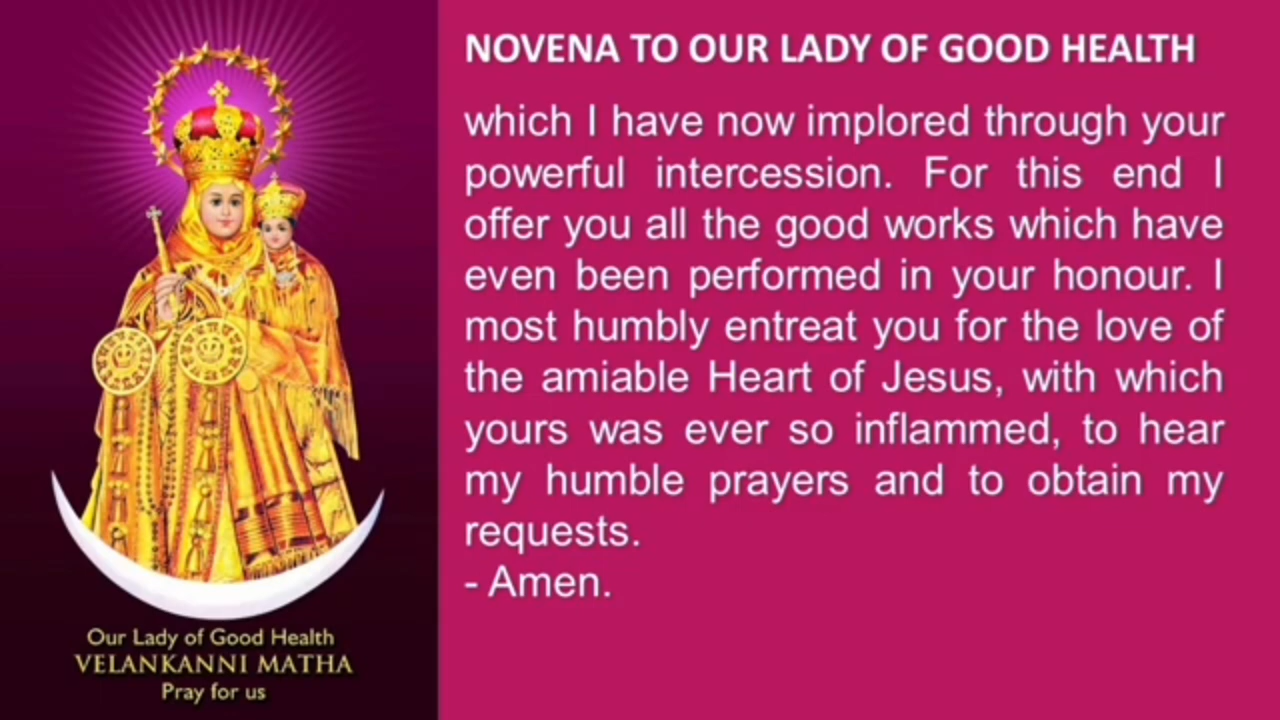 NOVENA TO OUR LADY OF GOOD HEALTH
which I have now implored through your
powerful intercession. For this end I
offer you all the good works which have
even been performed in your honour. I
most humbly entreat you for the love of
the amiable Heart of Jesus, with which
yours was ever so inflammed, to hear
my humble prayers and to obtain my
requests.
- Amen.
Our Lady of Good Health
VELANKANNI MATHA
Pray for us